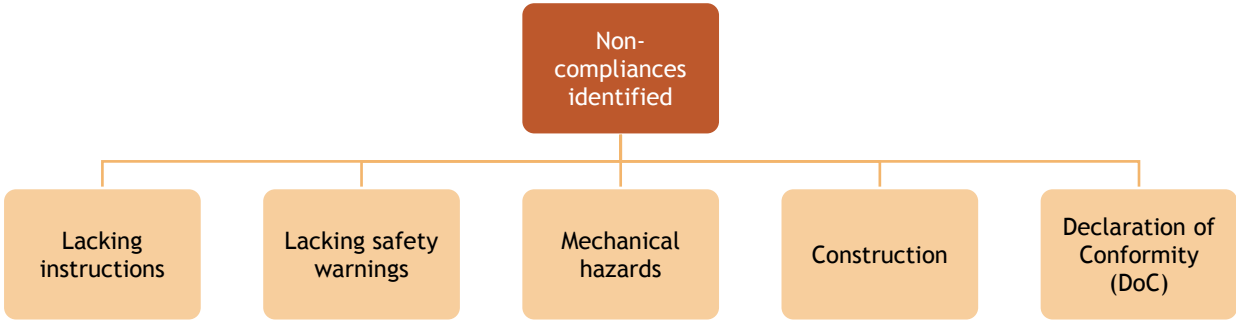 Non-
compliances
identified
Lacking
instructions
Lacking safety
warnings
Mechanical
hazards
Construction
Declaration of
Conformity
(DoC)